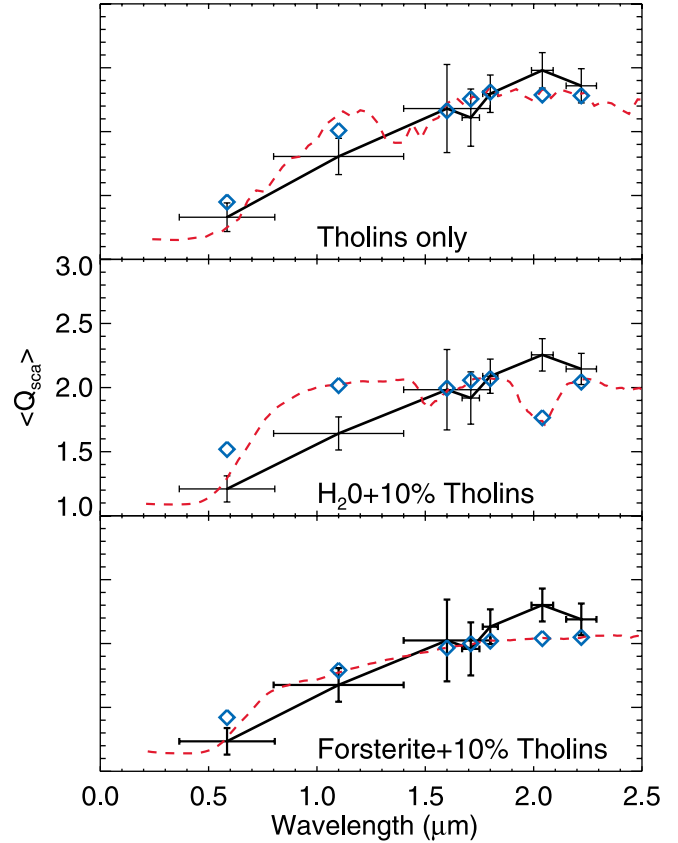 Tholins only
3.0
2.5
2.0
1.5
1.0
<Qsca>
H20+10% Tholins
Forsterite+10% Tholins
0.0 0.5 1.0 1.5 2.0 2.5
Wavelength (μm)